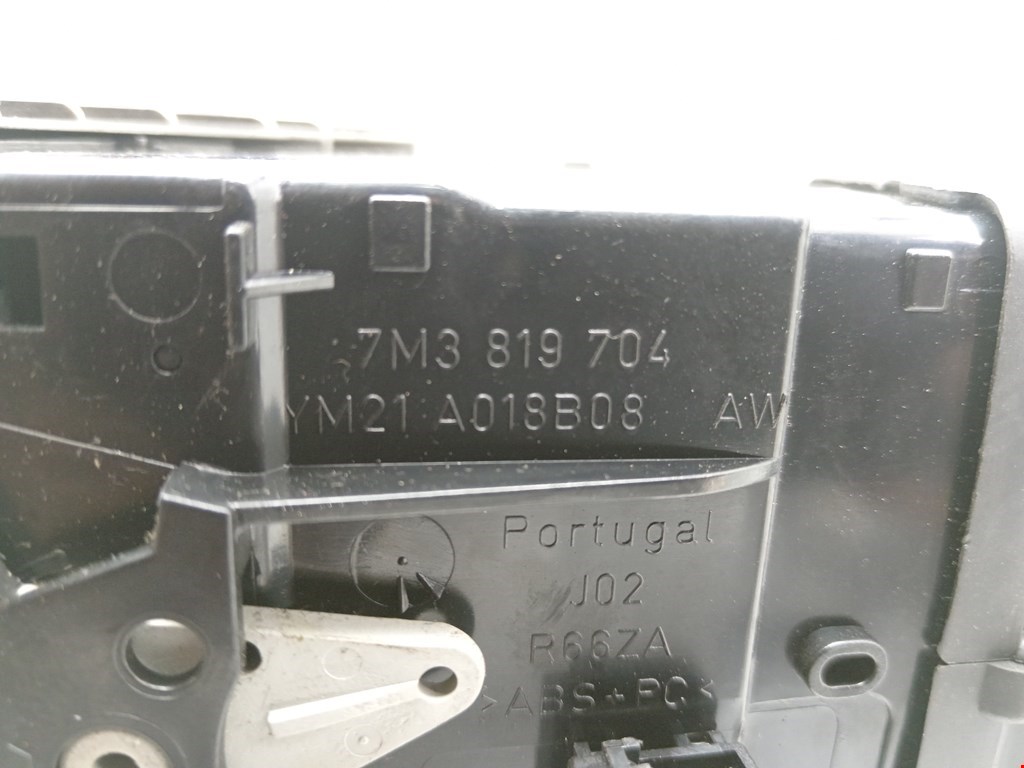 7M3 819 704
YM21 A018B08 AW
Portugal
J02
R66ZA
>ABS+PC<